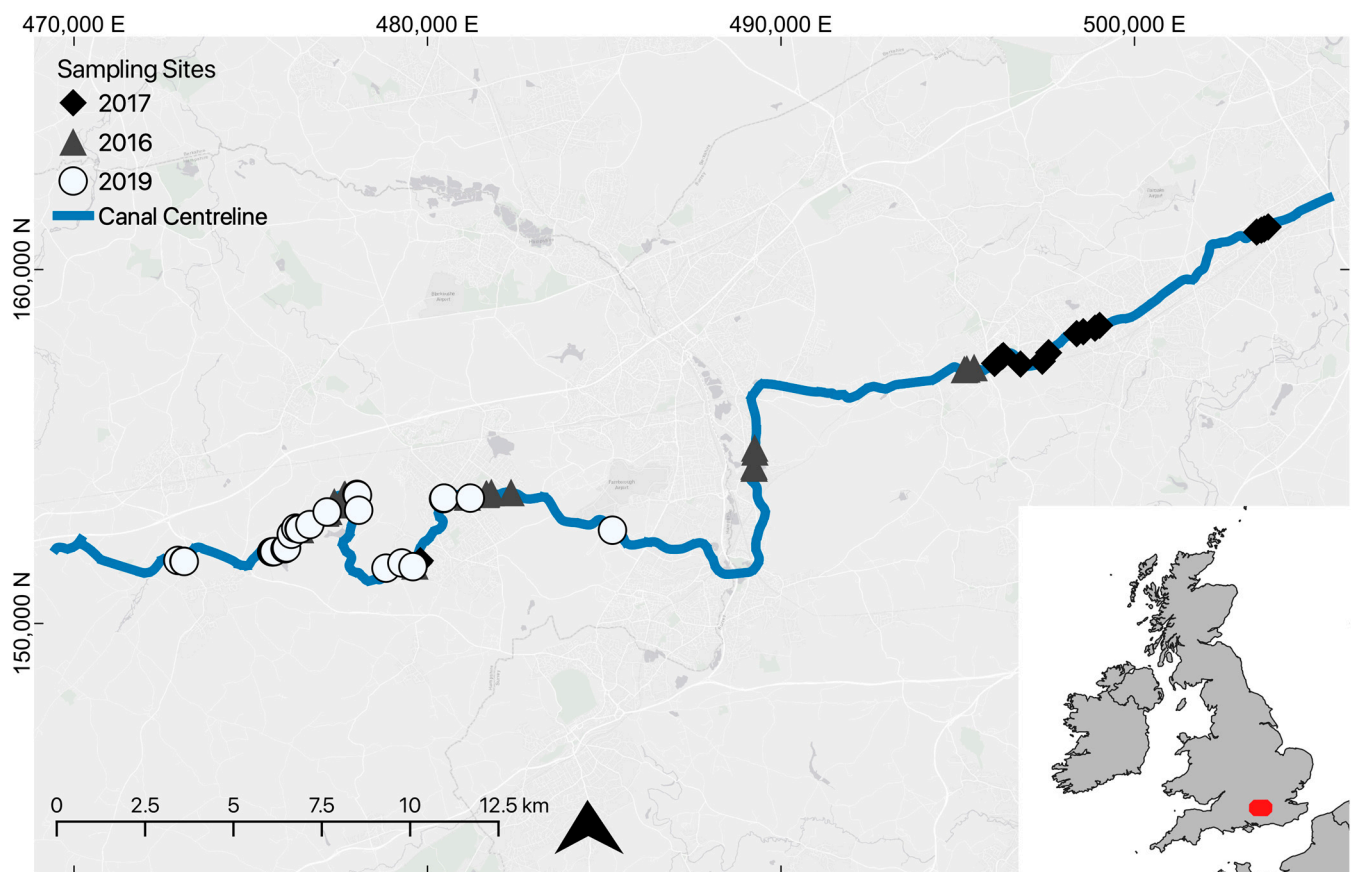 470,000 E 480,000 E 490,000 E 500,000 E
Sampling Sites
2017
2016
2019
Canal Centreline
160,000 N
150,000 N
0 2.5 5 7.5 10 12.5 km